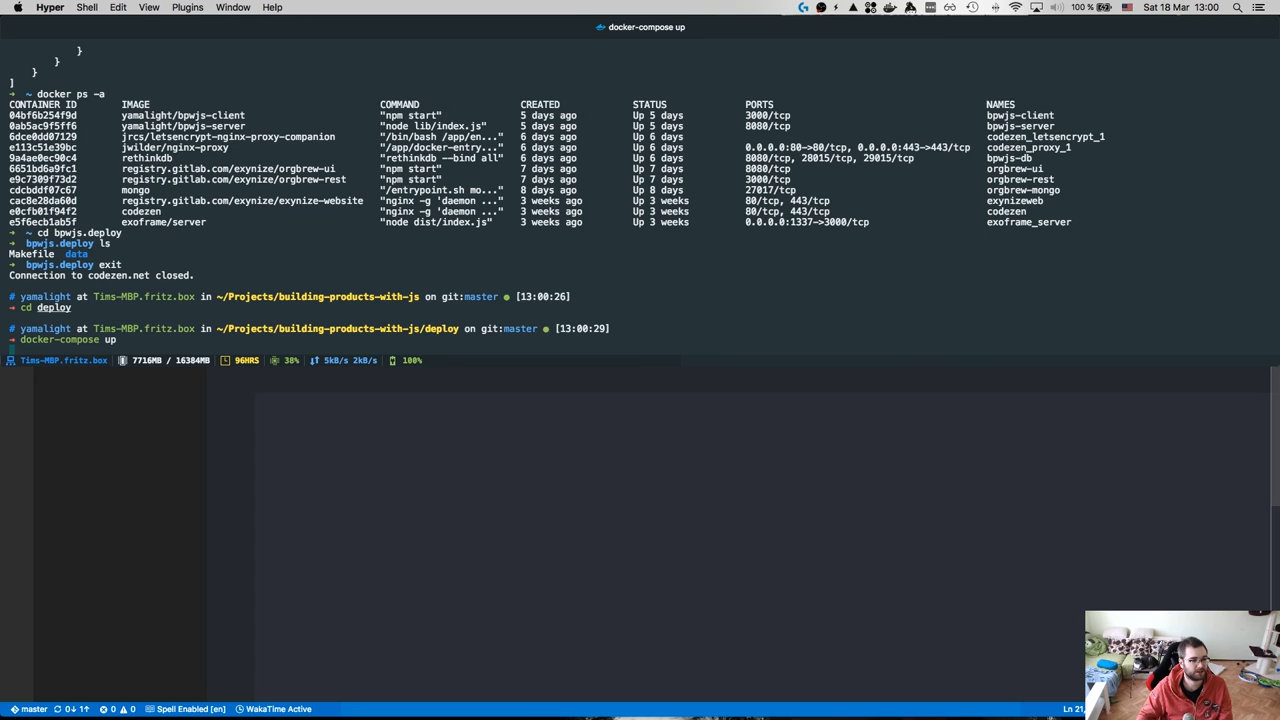 Hyper Shell Edit View Plugins Window Help 100 % Sat 18 Mar 13:00
docker-compose up
}
}
}
]
➜ ~ docker ps -a
CONTAINER ID IMAGE COMMAND CREATED STATUS PORTS NAMES
04bf6b254f9d yamalight/bpwjs-client "npm start" 5 days ago Up 5 days 3000/tcp bpwjs-client
0ab5ac9f5ff6 yamalight/bpwjs-server "node lib/index.js" 5 days ago Up 5 days 8080/tcp bpwjs-server
6dce0dd07129 jrcs/letsencrypt-nginx-proxy-companion "/bin/bash /app/en..." 6 days ago Up 6 days codezen_letsencrypt_1
e113c51e39bc jwilder/nginx-proxy "/app/docker-entry..." 6 days ago Up 6 days 0.0.0.0:80->80/tcp, 0.0.0.0:443->443/tcp codezen_proxy_1
9a4ae0ec90c4 rethinkdb "rethinkdb --bind all" 6 days ago Up 6 days 8080/tcp, 28015/tcp, 29015/tcp bpwjs-db
6651bd6a9fc1 registry.gitlab.com/exynize/orgbrew-ui "npm start" 7 days ago Up 7 days 8080/tcp orgbrew-ui
e9c7309f73d2 registry.gitlab.com/exynize/orgbrew-rest "npm start" 7 days ago Up 7 days 3000/tcp orgbrew-rest
cdcbddf07c67 mongo "/entrypoint.sh mo..." 8 days ago Up 8 days 27017/tcp orgbrew-mongo
cac8e28da60d registry.gitlab.com/exynize/exynize-website "nginx -g 'daemon ..." 3 weeks ago Up 3 weeks 80/tcp, 443/tcp exynizeweb
e0cfb01f94f2 codezen "nginx -g 'daemon ..." 3 weeks ago Up 3 weeks 80/tcp, 443/tcp codezen
e5f6ecb1ab5f exoframe/server "node dist/index.js" 3 weeks ago Up 3 weeks 0.0.0.0:1337->3000/tcp exoframe_server
➜ ~ cd bpwjs.deploy
➜ bpwjs.deploy ls
Makefile data
➜ bpwjs.deploy exit
Connection to codezen.net closed.
# yamalight at Tims-MBP.fritz.box in ~/Projects/building-products-with-js on git:master ● [13:00:26]
➜ cd deploy
# yamalight at Tims-MBP.fritz.box in ~/Projects/building-products-with-js/deploy on git:master ● [13:00:29]
➜ docker-compose up
Tims-MBP.fritz.box 7716MB / 16384MB 96HRS 38% 5kB/s 2kB/s 100%
master 0↓ 1↑ 0 0 Spell Enabled [en] WakaTime Active Ln 21,